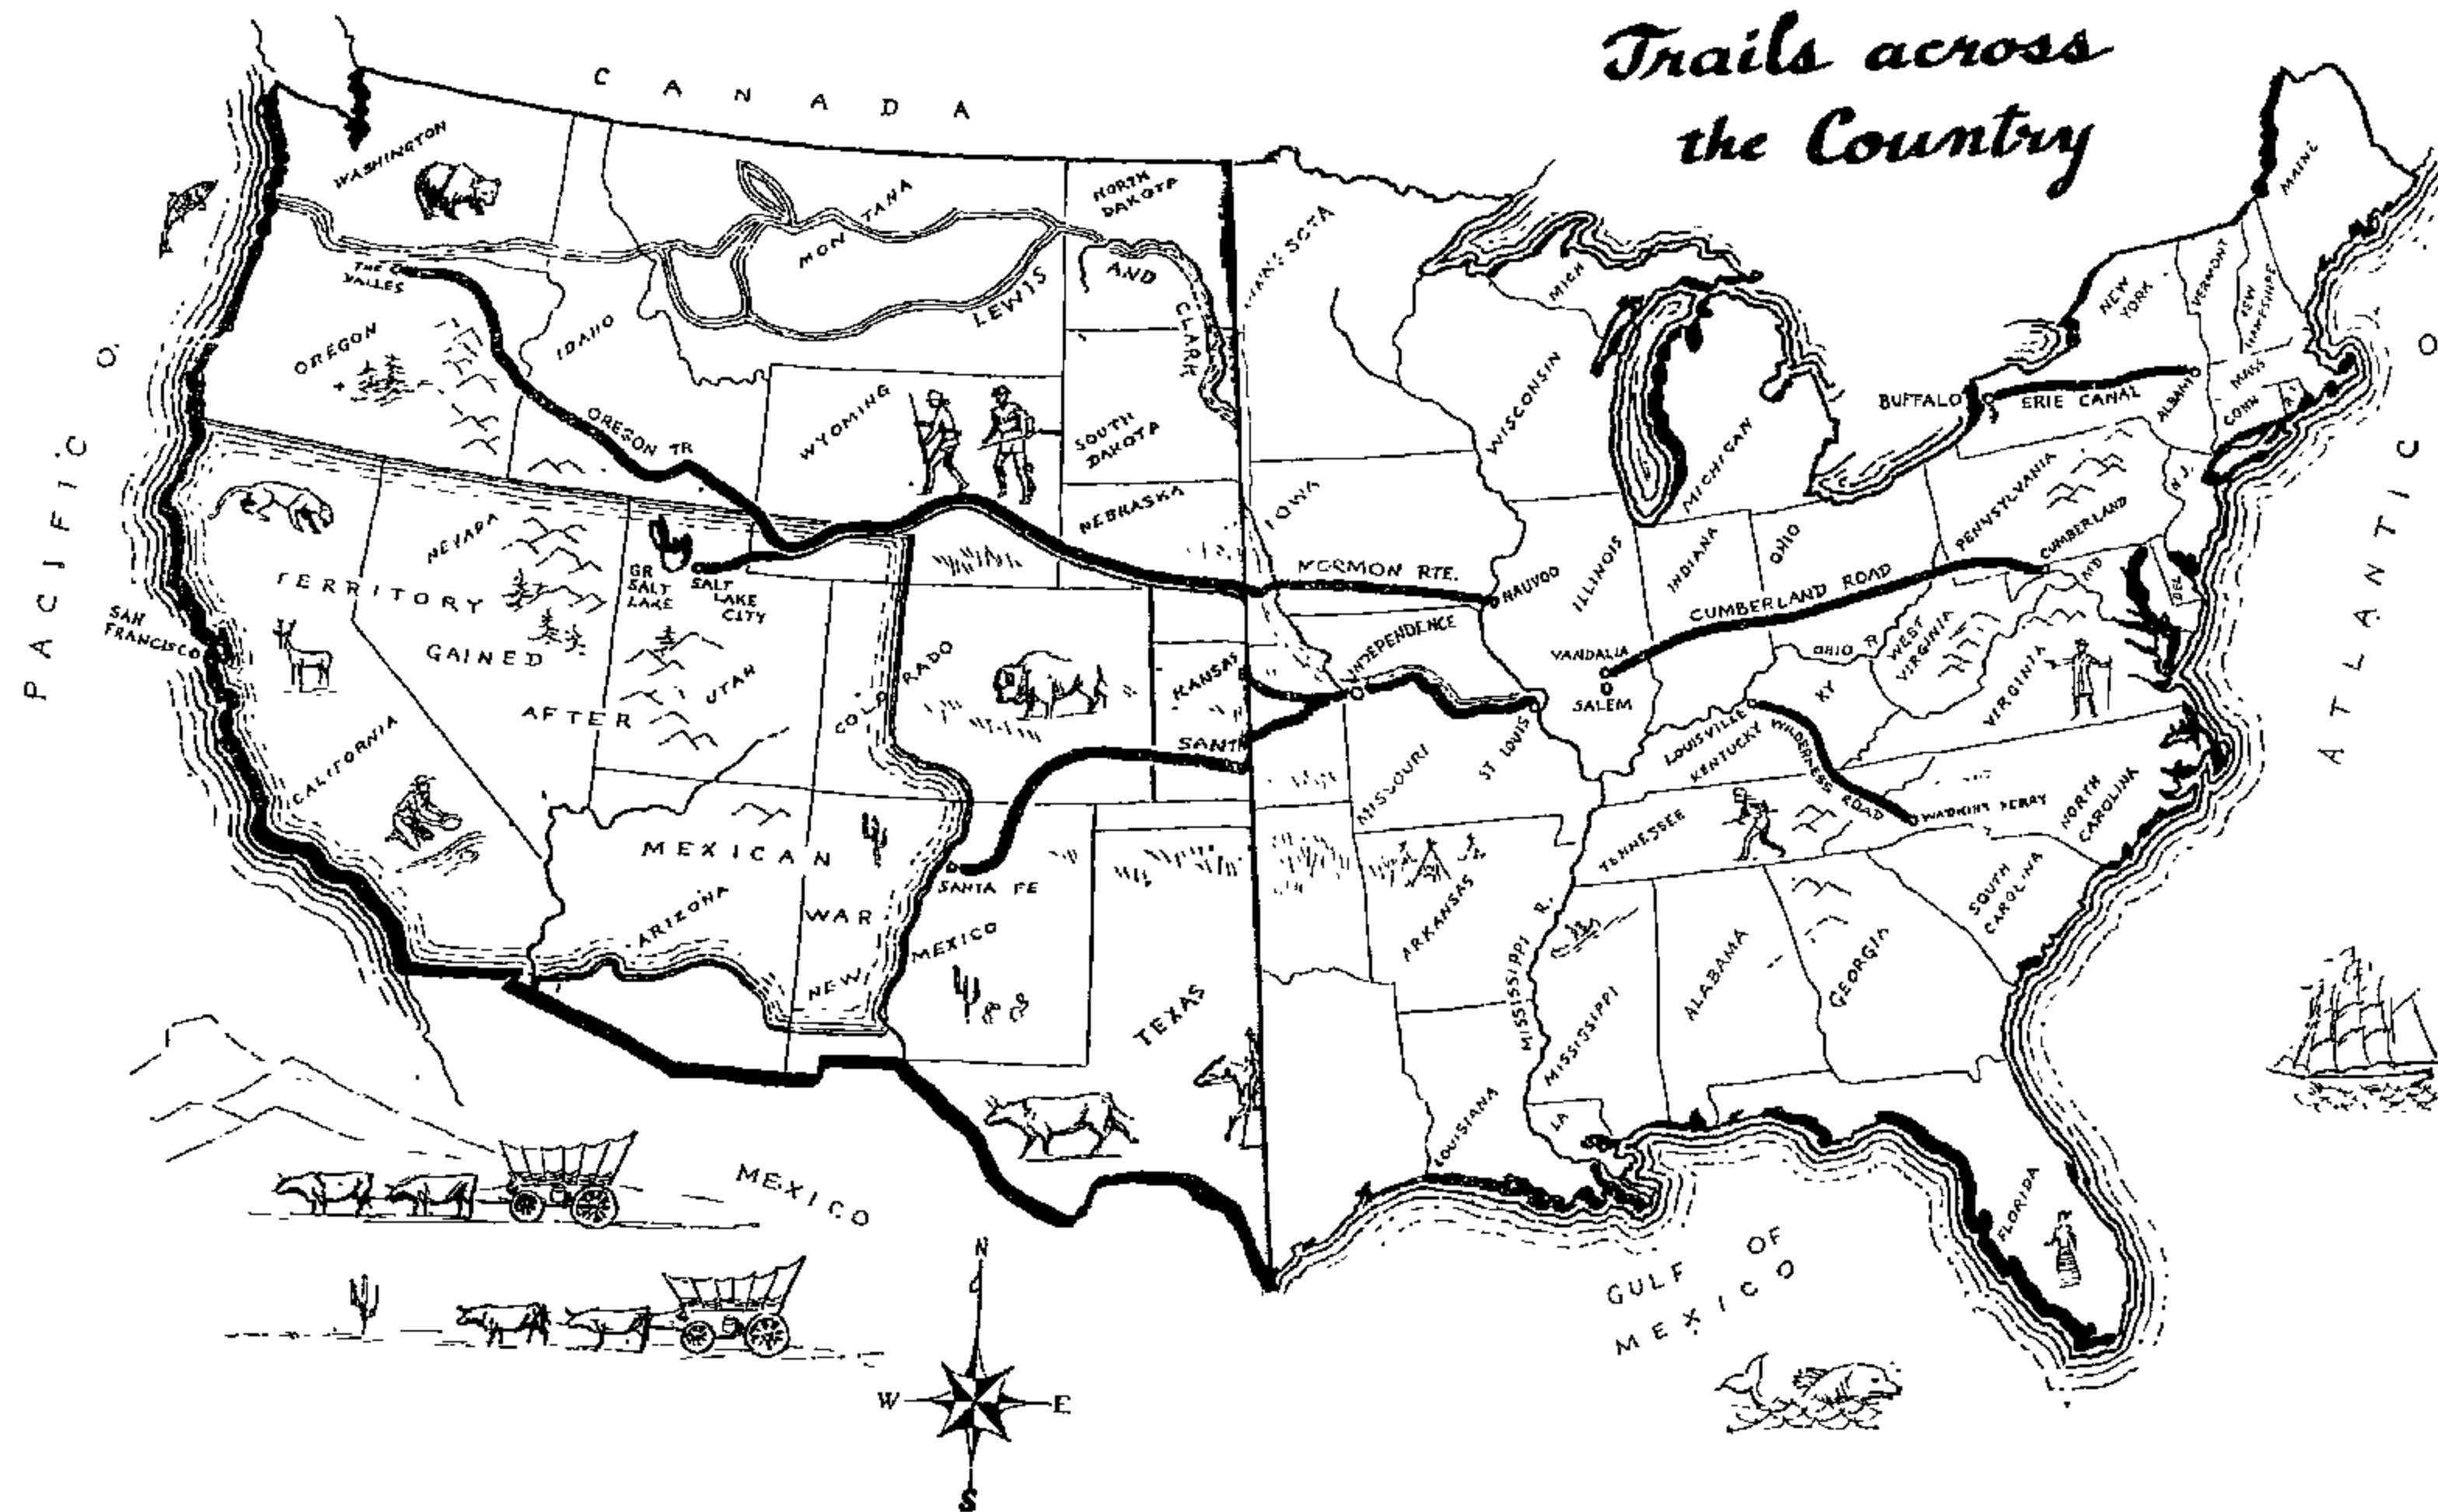 Trails across
the Country
CANADA
WASHINGTON
MONTANA
NORTH
DAKOTA
MAINE
THE
DALLES
LEWIS
AND
CLARK
MICH
NEW
YORK
VERMONT
NEW
HAMPSHIRE
OREGON
IDAHO
WYOMING
SOUTH
DAKOTA
WISCONSIN
MICHIGAN
BUFFALO
ERIE CANAL
ALBANY
MASS
CONN
R.I.
PACIFIC O.
ATLANTIC O
OREGON TR
NEVADA
NEBRASKA
IOWA
PENNSYLVANIA
N.J.
CUMBERLAND
OHIO
INDIANA
ILLINOIS
GR
SALT
LAKE
SALT
LAKE
CITY
MORMON RTE.
NAUVOO
CUMBERLAND ROAD
MD
DEL
TERRITORY
GAINED
AFTER
MEXICAN
WAR
SAN
FRANCISCO
UTAH
COLORADO
KANSAS
INDEPENDENCE
VANDALIA
SALEM
OHIO R
WEST
VIRGINIA
VIRGINIA
KY
CALIFORNIA
SANT
ST LOUIS
MISSOURI
LOUISVILLE
KENTUCKY
WILDERNESS ROAD
WADKINS FERRY
NORTH
CAROLINA
TENNESSEE
SANTA FE
ARIZONA
NEW MEXICO
ARKANSAS
MISSISSIPPI R.
SOUTH
CAROLINA
TEXAS
MISSISSIPPI
ALABAMA
GEORGIA
LOUISIANA
LA
FLORIDA
MEXICO
GULF OF
MEXICO
N
W
E
S